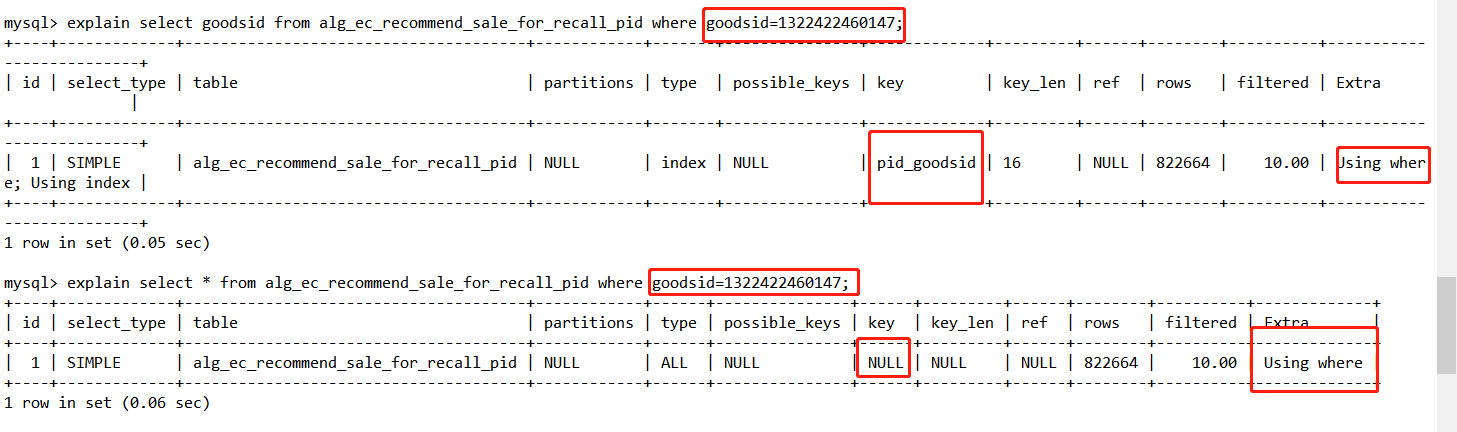 mysql> explain select goodsid from alg_ec_recommend_sale_for_recall_pid where goodsid=1322422460147;
+----+-------------+--------------------------------------+------------+-------+---------------+-------------+---------+------+--------+----------+-----------
---------------+
| id | select_type | table                                | partitions | type  | possible_keys | key         | key_len | ref  | rows   | filtered | Extra
              |
+----+-------------+--------------------------------------+------------+-------+---------------+-------------+---------+------+--------+----------+-----------
---------------+
|  1 | SIMPLE      | alg_ec_recommend_sale_for_recall_pid | NULL       | index | NULL          | pid_goodsid | 16      | NULL | 822664 |    10.00 | Using wher
e; Using index |
+----+-------------+--------------------------------------+------------+-------+---------------+-------------+---------+------+--------+----------+-----------
---------------+
1 row in set (0.05 sec)
mysql> explain select * from alg_ec_recommend_sale_for_recall_pid where goodsid=1322422460147;
+----+-------------+--------------------------------------+------------+------+---------------+------+---------+------+--------+----------+-------------+
| id | select_type | table                                | partitions | type | possible_keys | key  | key_len | ref  | rows   | filtered | Extra       |
+----+-------------+--------------------------------------+------------+------+---------------+------+---------+------+--------+----------+-------------+
|  1 | SIMPLE      | alg_ec_recommend_sale_for_recall_pid | NULL       | ALL  | NULL          | NULL | NULL    | NULL | 822664 |    10.00 | Using where |
+----+-------------+--------------------------------------+------------+------+---------------+------+---------+------+--------+----------+-------------+
1 row in set (0.06 sec)